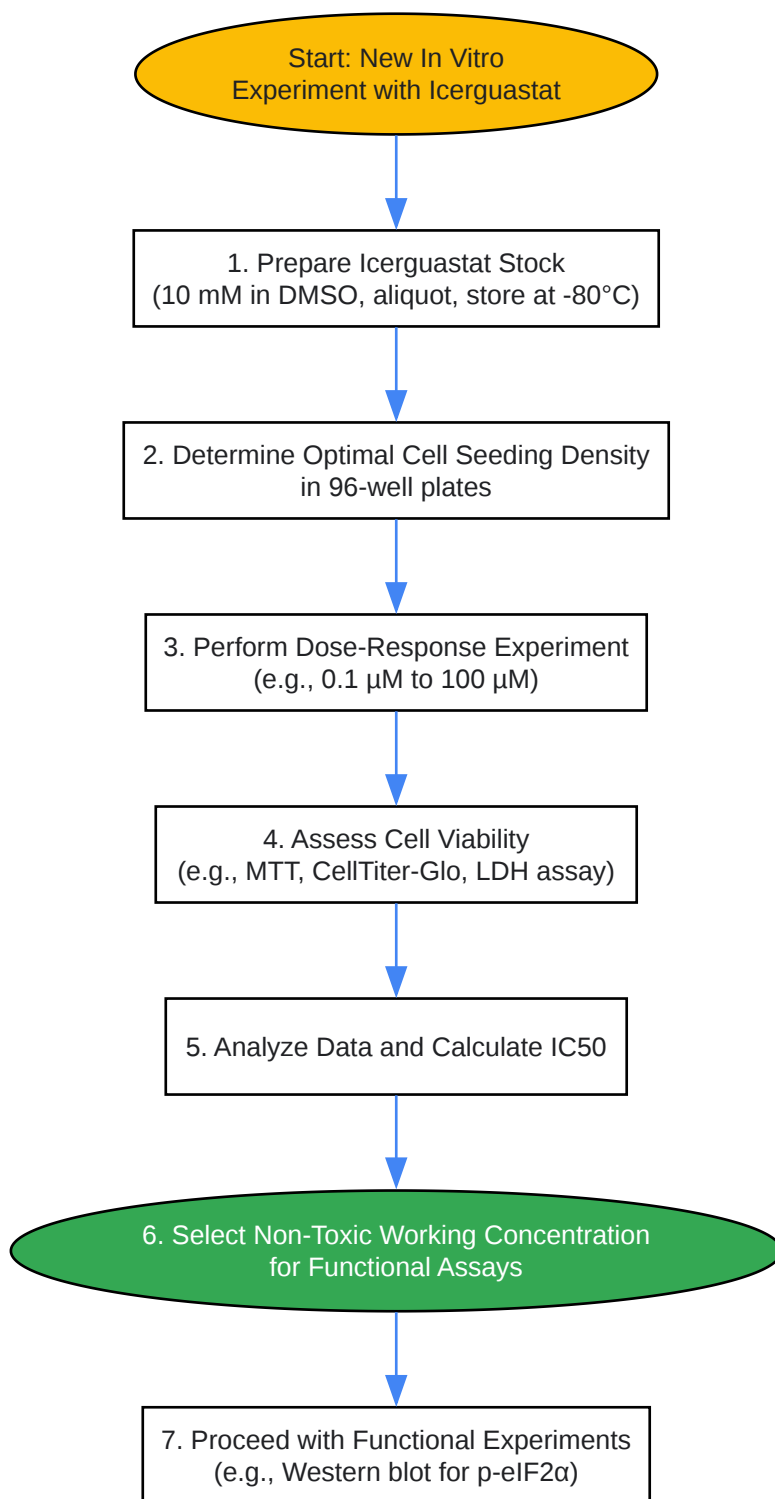 Start: New In Vitro
Experiment with Icerguastat
1. Prepare Icerguastat Stock
(10 mM in DMSO, aliquot, store at -80°C)
2. Determine Optimal Cell Seeding Density
in 96-well plates
3. Perform Dose-Response Experiment
(e.g., 0.1 µM to 100 µM)
4. Assess Cell Viability
(e.g., MTT, CellTiter-Glo, LDH assay)
5. Analyze Data and Calculate IC50
6. Select Non-Toxic Working Concentration
for Functional Assays
7. Proceed with Functional Experiments
(e.g., Western blot for p-eIF2α)